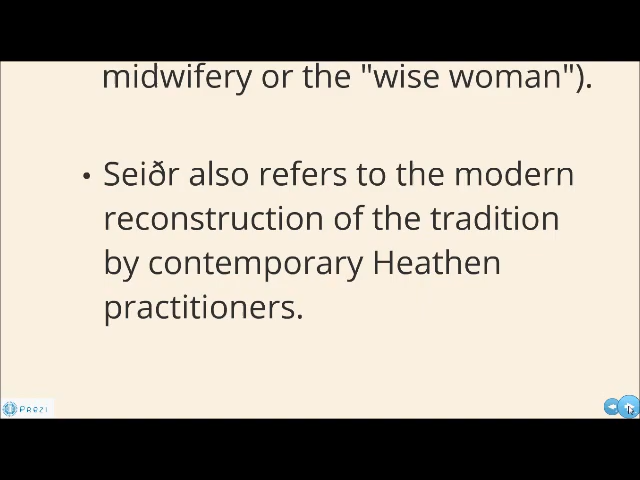 midwifery or the "wise woman").
• Seiðr also refers to the modern
reconstruction of the tradition
by contemporary Heathen
practitioners.
Prezi